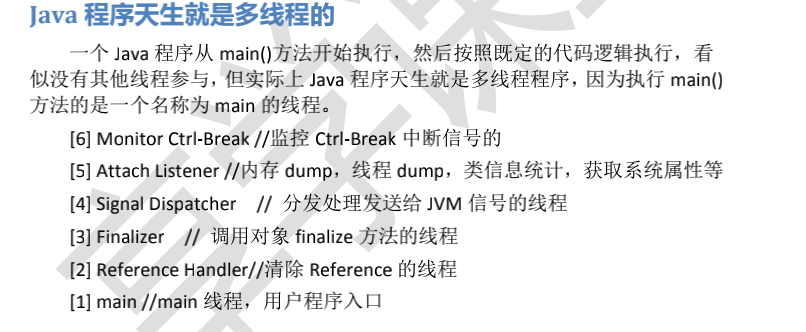 Java 程序天生就是多线程的
一个 Java 程序从 main()方法开始执行，然后按照既定的代码逻辑执行，看
似没有其他线程参与，但实际上 Java 程序天生就是多线程程序，因为执行 main()
方法的是一个名称为 main 的线程。
[6] Monitor Ctrl-Break //监控 Ctrl-Break 中断信号的
[5] Attach Listener //内存 dump，线程 dump，类信息统计，获取系统属性等
[4] Signal Dispatcher // 分发处理发送给 JVM 信号的线程
[3] Finalizer // 调用对象 finalize 方法的线程
[2] Reference Handler//清除 Reference 的线程
[1] main //main 线程，用户程序入口